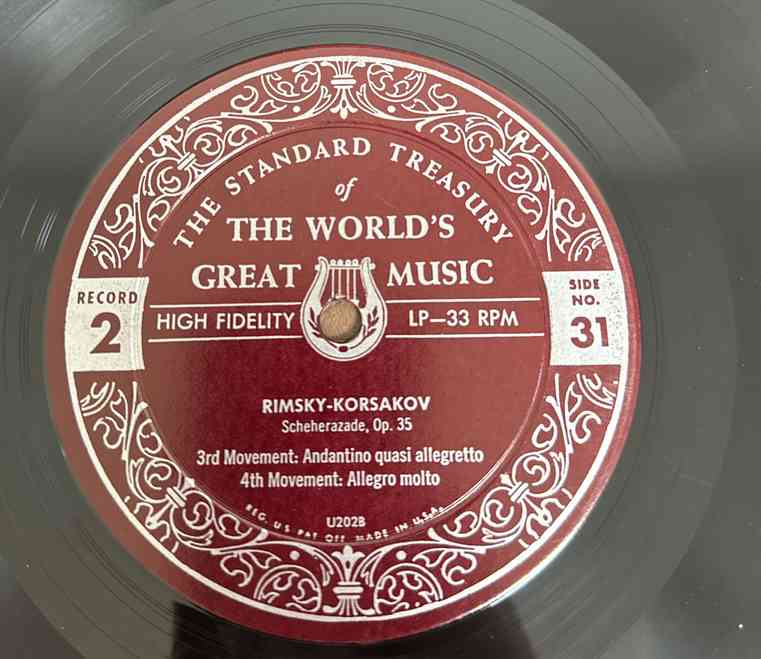 THE STANDARD TREASURY
of
THE WORLD'S
GREAT MUSIC
RECORD
2
HIGH FIDELITY
LP—33 RPM
SIDE
NO.
31
RIMSKY-KORSAKOV
Scheherazade, Op. 35
3rd Movement: Andantino quasi allegretto
4th Movement: Allegro molto
U202B
REG. U.S. PAT OFF MADE IN U.S.A.